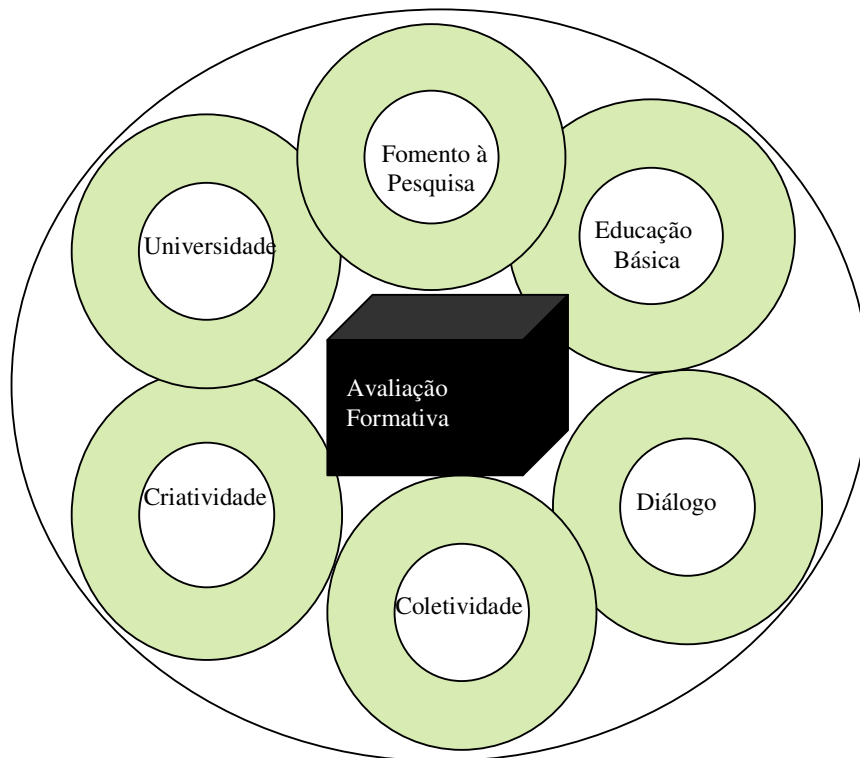 Fomento à
Pesquisa
Universidade
Educação
Básica
Avaliação
Formativa
Criatividade
Diálogo
Coletividade